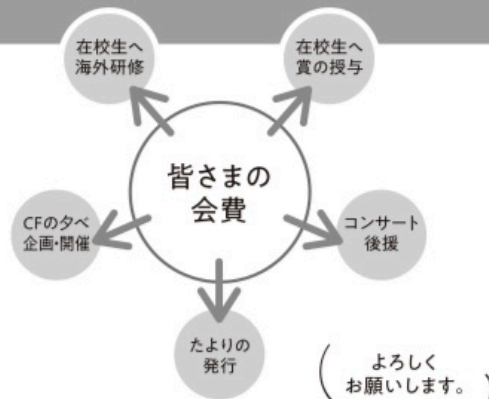 在校生へ
海外研修
在校生へ
賞の授与
皆さまの
会費
CFの夕べ
企画・開催
コンサート
後援
たよりの
発行
よろしく
お願いします。